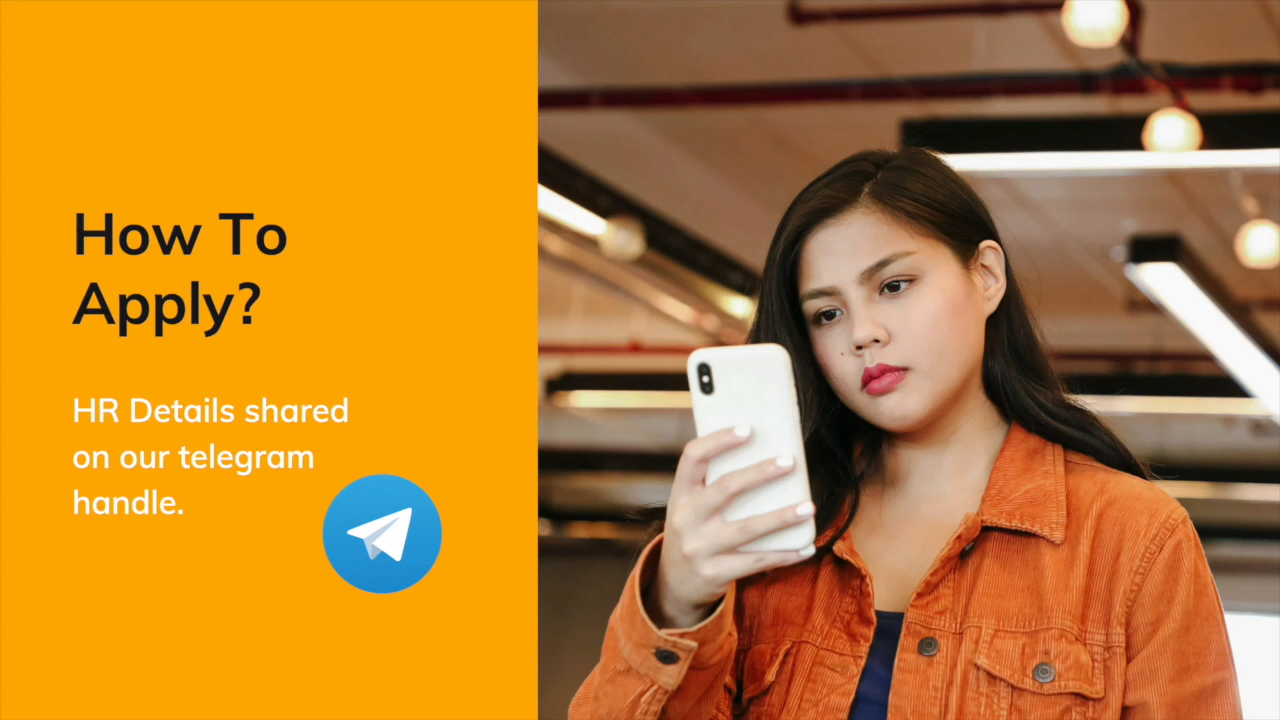 How To
Apply?
HR Details shared
on our telegram
handle.